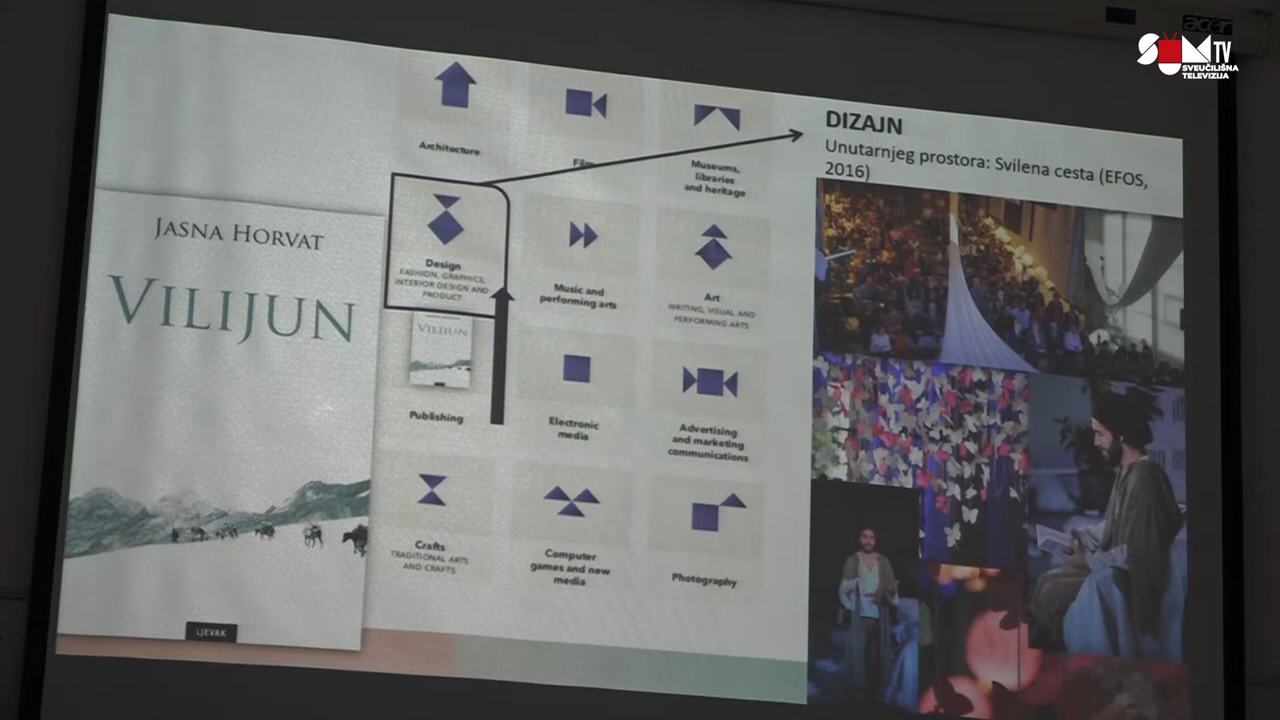 acer
SUM TV
SVEUČILIŠNA
TELEVIZIJA
JASNA HORVAT
VILIJUN
LJEVAK
Architecture
Film
Museums,
libraries
and heritage
Design
FASHION, GRAPHICS,
INTERIOR DESIGN AND
PRODUCT
Music and
performing arts
Art
WRITING, VISUAL AND
PERFORMING ARTS
VILIJUN
Publishing
Electronic
media
Advertising
and marketing
communications
Crafts
TRADITIONAL ARTS
AND CRAFTS
Computer
games and new
media
Photography
DIZAJN
Unutarnjeg prostora: Svilena cesta (EFOS,
2016)